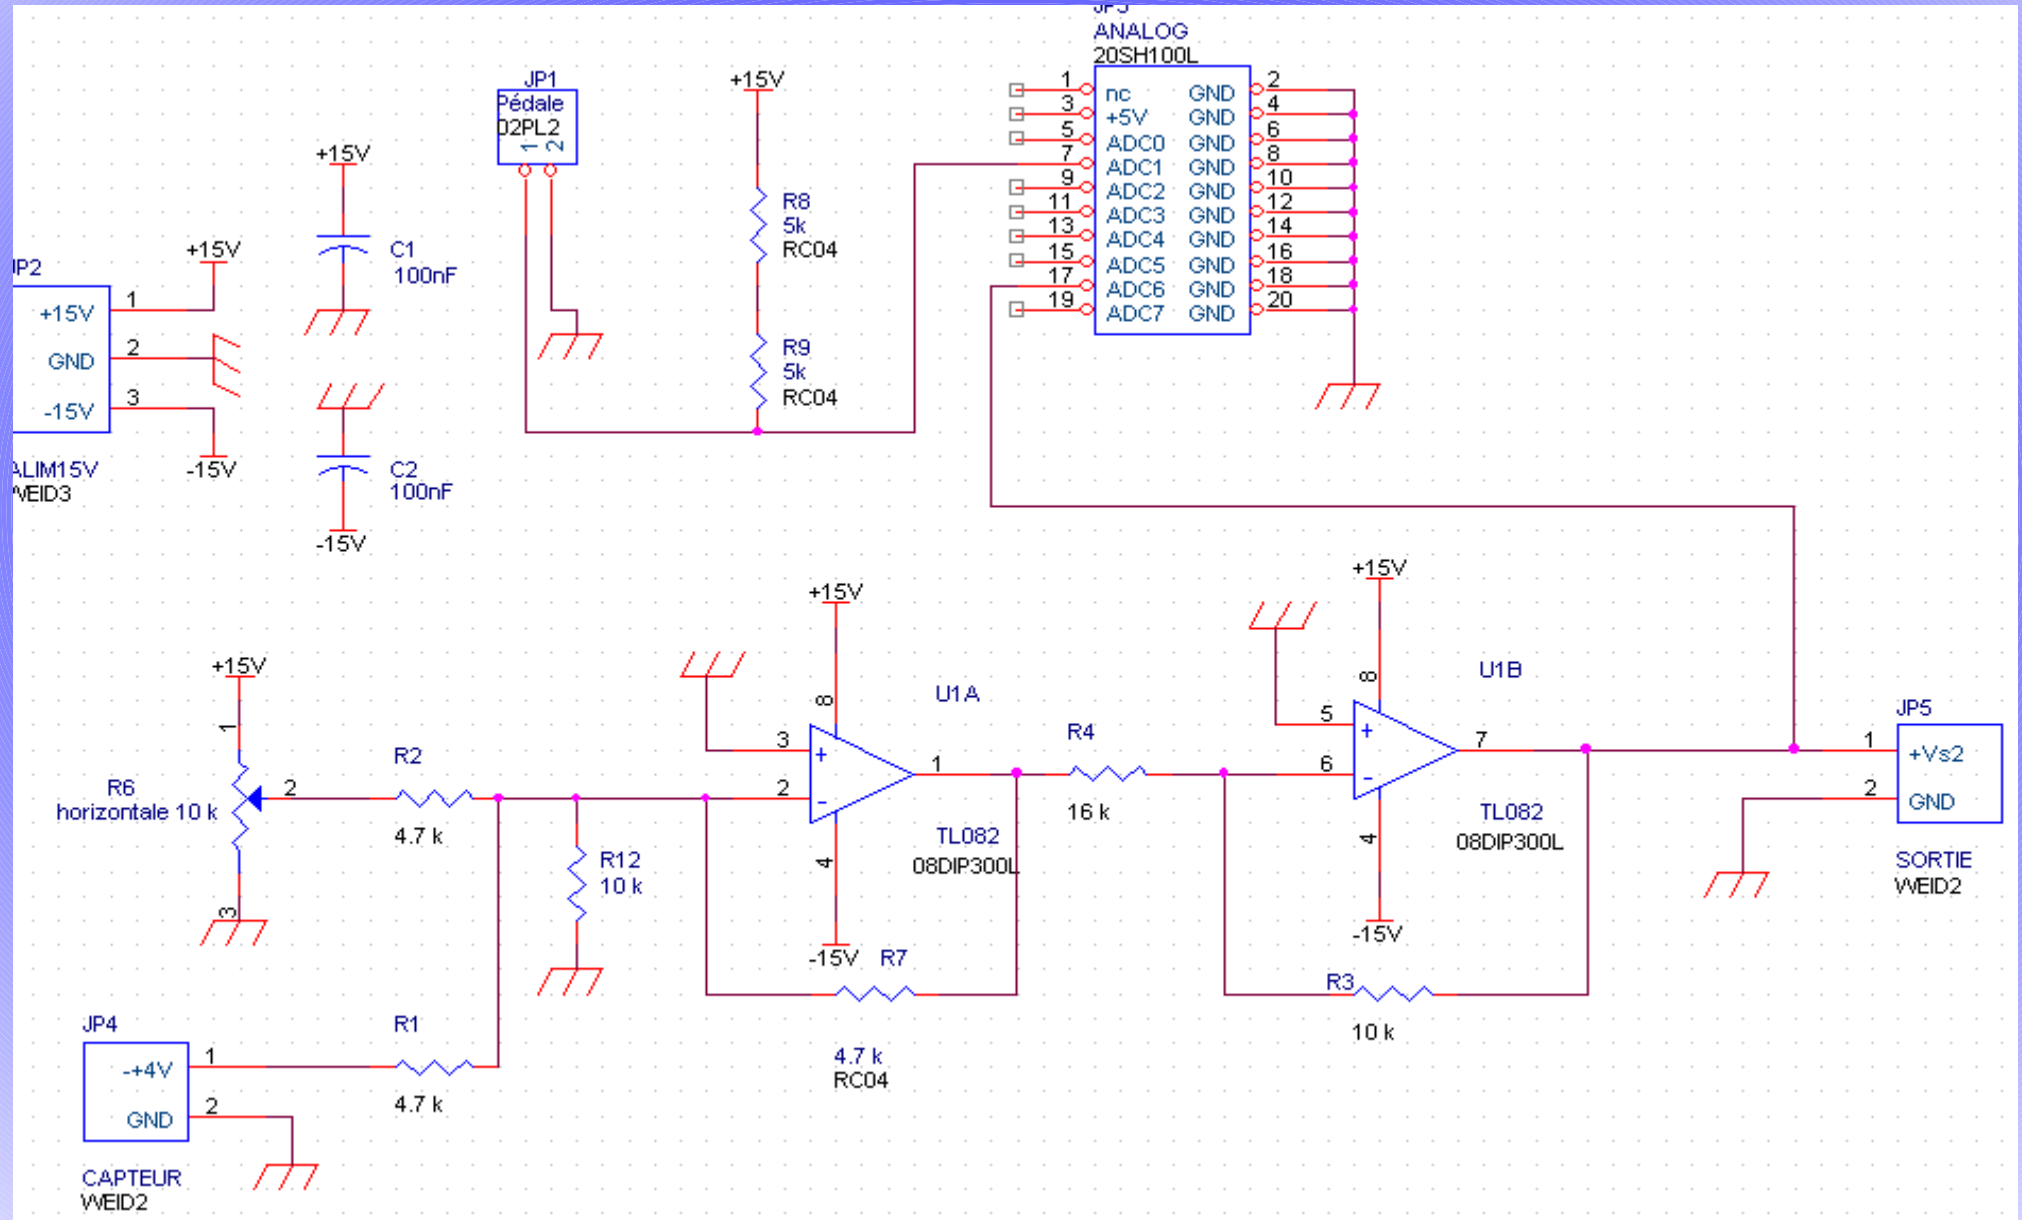 JP3
ANALOG
20SH100L
1 nc GND 2
3 +5V GND 4
5 ADC0 GND 6
7 ADC1 GND 8
9 ADC2 GND 10
11 ADC3 GND 12
13 ADC4 GND 14
15 ADC5 GND 16
17 ADC6 GND 18
19 ADC7 GND 20
JP1
Pédale
02PL2
1 2
+15V
R8
5k
RC04
R9
5k
RC04
+15V
C1
100nF
C2
100nF
-15V
JP2
+15V
+15V 1
GND 2
-15V 3
-15V
ALIM15V
WEID3
+15V
1
R6
horizontale 10 k
2
3
R2
4.7 k
R12
10 k
JP4
-+4V 1
GND 2
CAPTEUR
WEID2
R1
4.7 k
+15V
8
U1A
3 +
2 -
1
4
TL082
08DIP300L
-15V
R7
4.7 k
RC04
R4
16 k
+15V
8
U1B
5 +
6 -
7
4
TL082
08DIP300L
-15V
R3
10 k
JP5
1 +Vs2
2 GND
SORTIE
WEID2